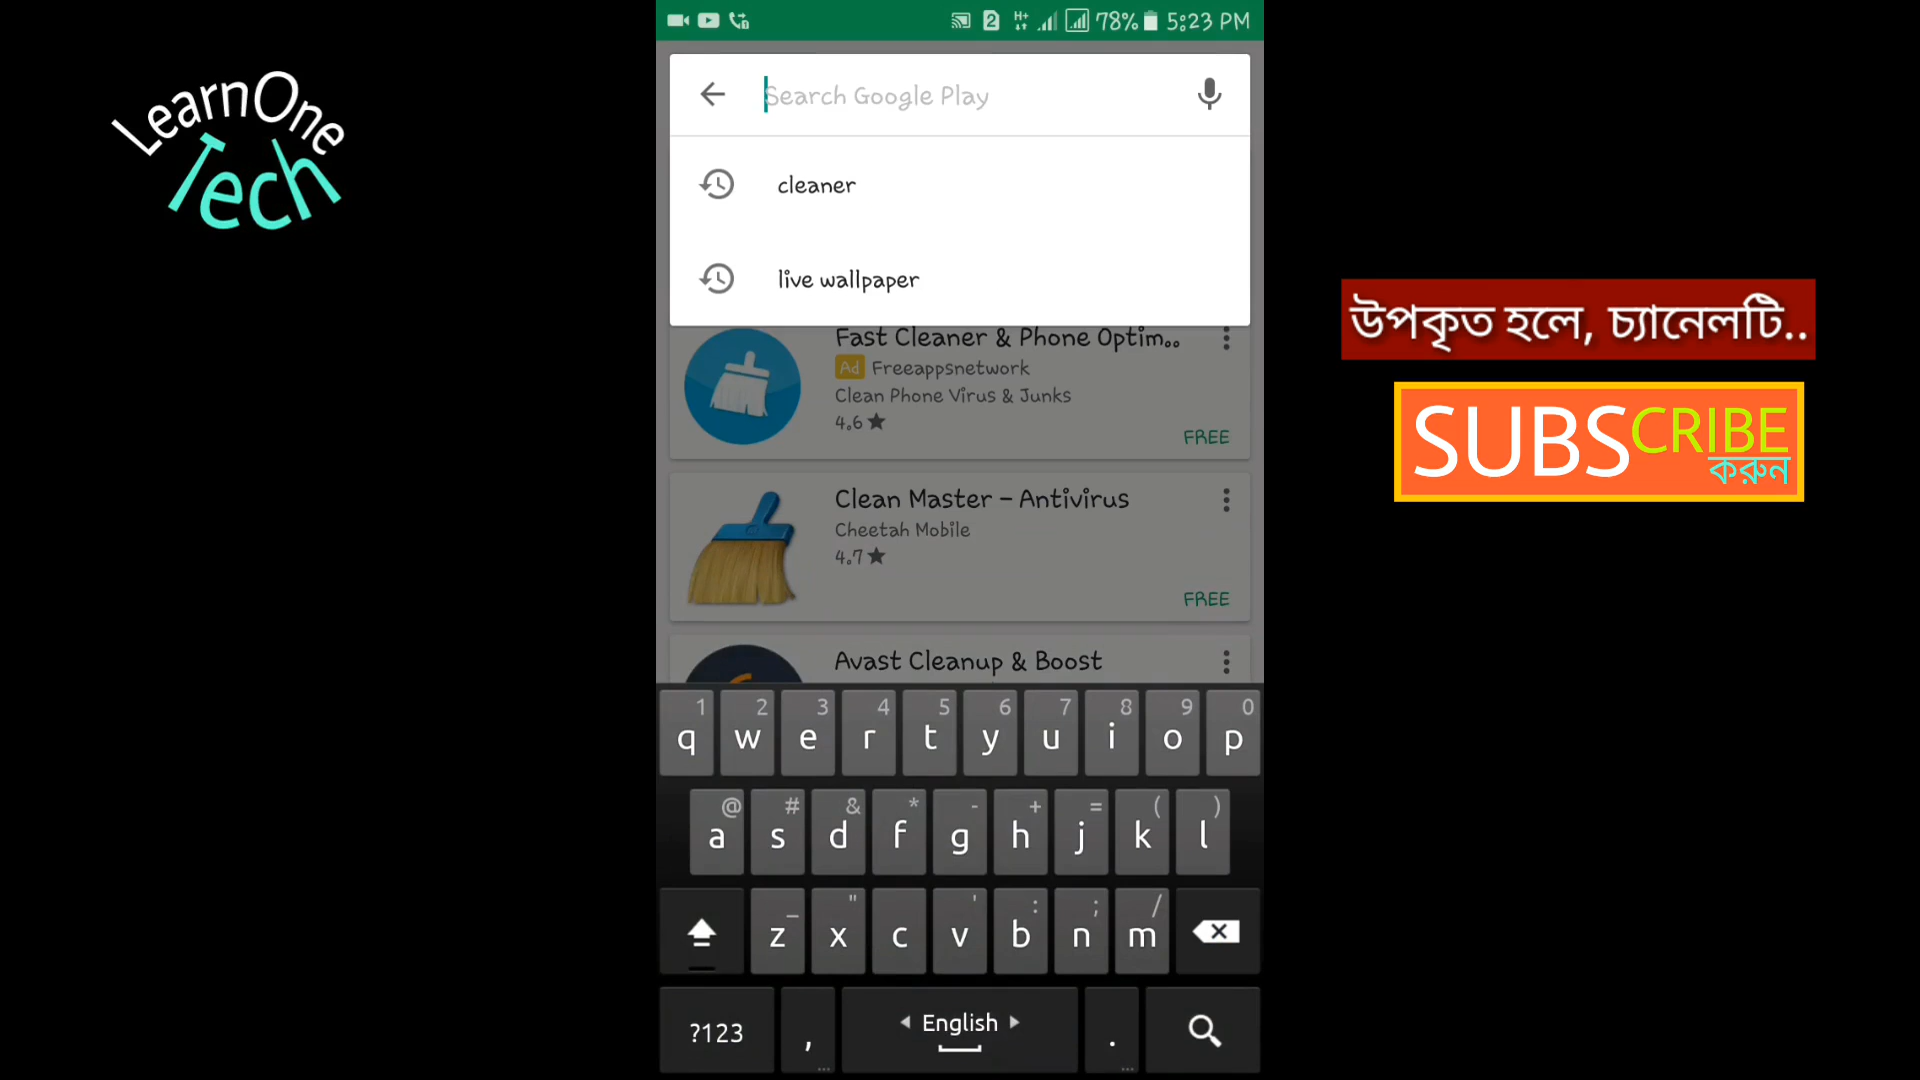 LearnOne
Tech
2 H+ 78% 5:23 PM
Search Google Play
cleaner
live wallpaper
Fast Cleaner & Phone Optim..
Ad Freeappsnetwork
Clean Phone Virus & Junks
4.6 ★
FREE
Clean Master - Antivirus
Cheetah Mobile
4.7 ★
FREE
Avast Cleanup & Boost
উপকৃত হলে, চ্যানেলটি..
SUBSCRIBE
করুন
1 2 3 4 5 6 7 8 9 0
q w e r t y u i o p
@ # & * - + = ( )
a s d f g h j k l
_ " ' : ; /
z x c v b n m
?123 , English .